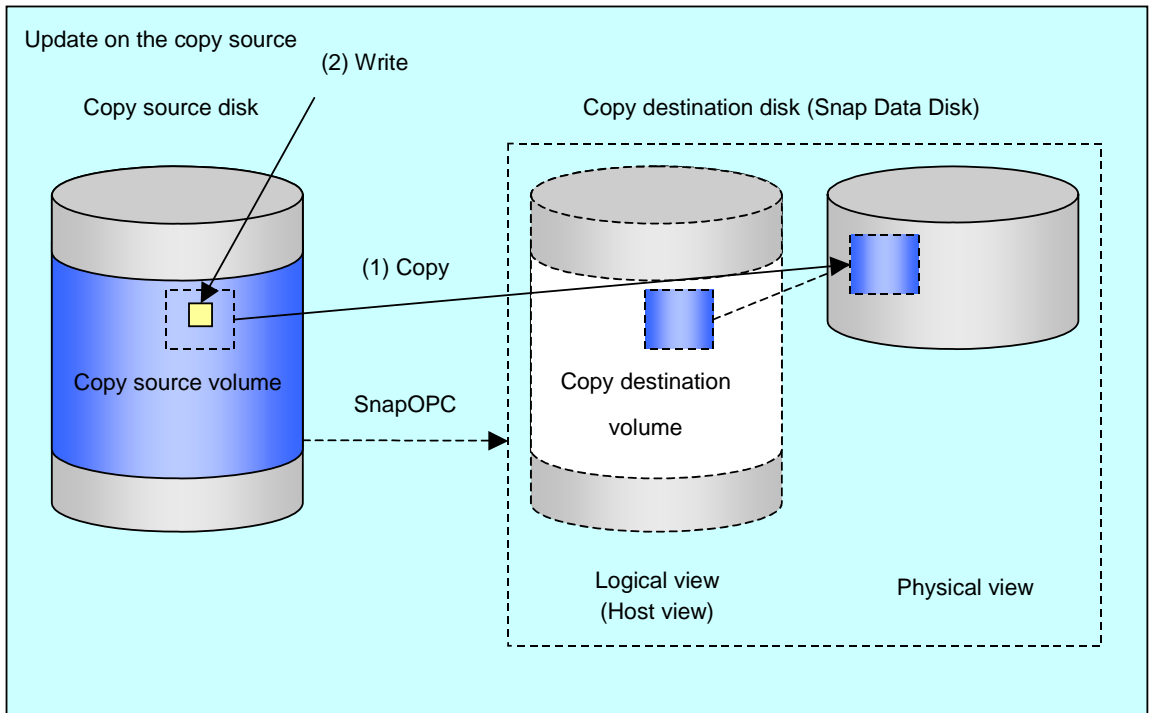 Update on the copy source
(2) Write
Copy source disk
Copy destination disk (Snap Data Disk)
(1) Copy
Copy source volume
SnapOPC
Copy destination
volume
Logical view
(Host view)
Physical view